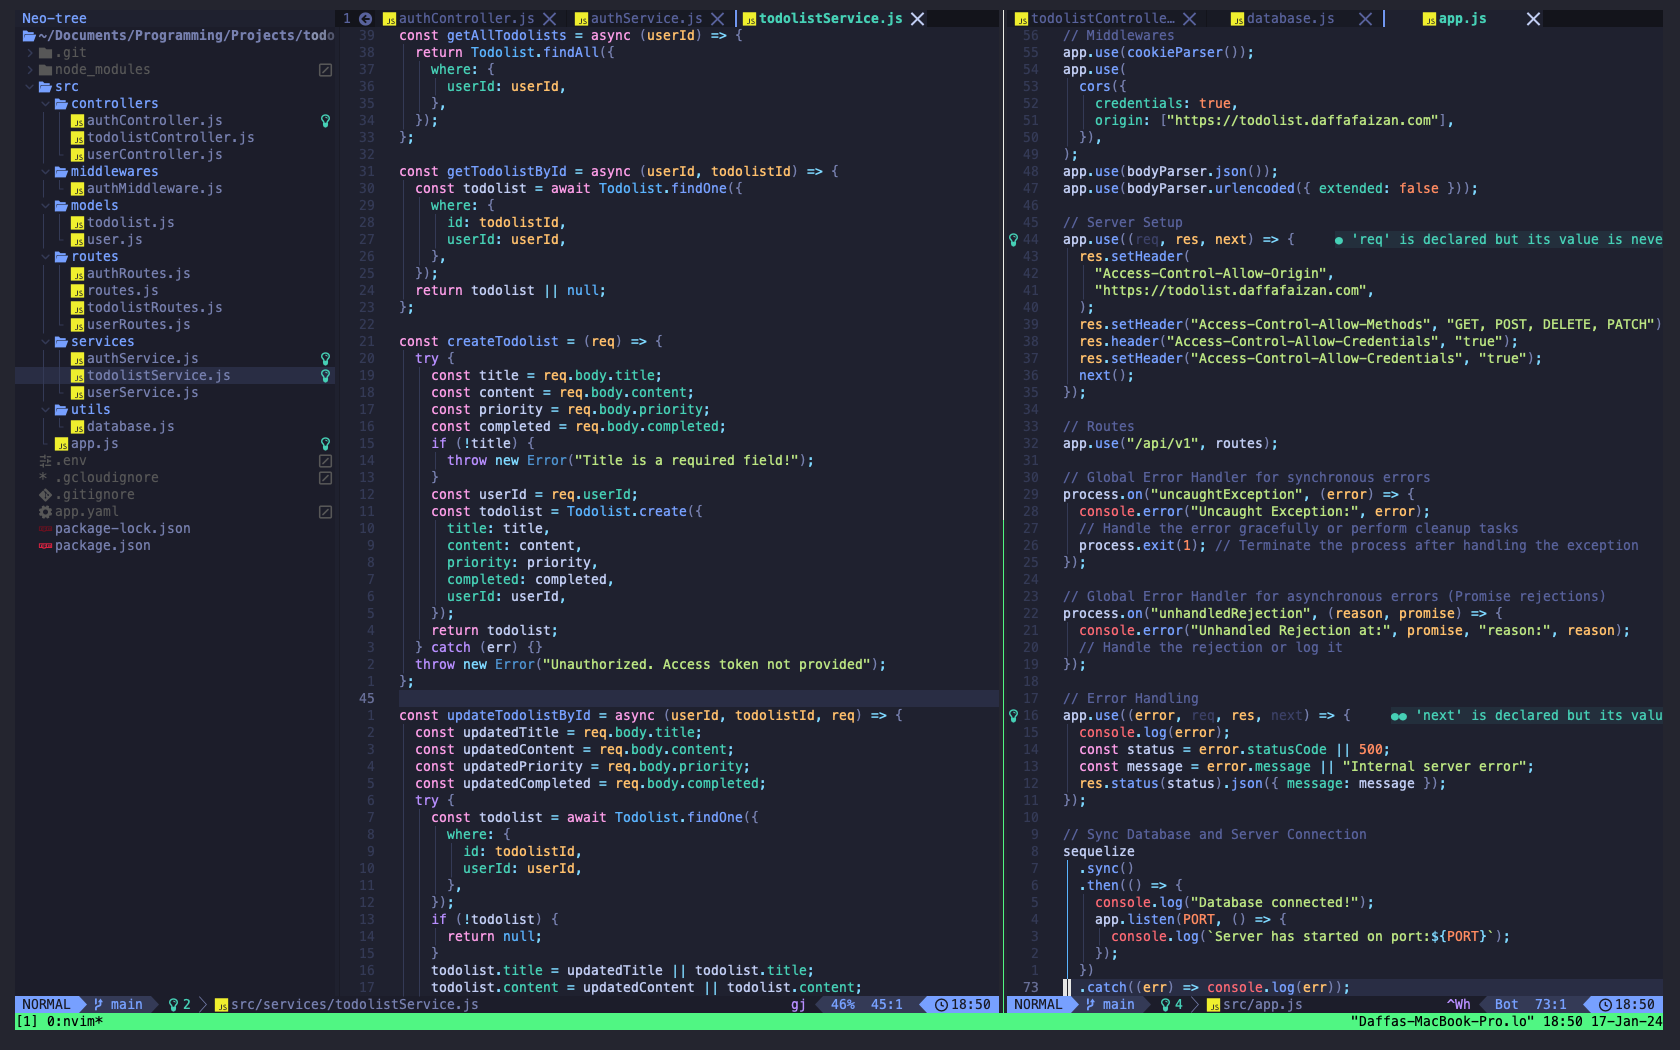 Neo-tree
~/Documents/Programming/Projects/todo
.git
node_modules
src
controllers
authController.js
todolistController.js
userController.js
middlewares
authMiddleware.js
models
todolist.js
user.js
routes
authRoutes.js
routes.js
todolistRoutes.js
userRoutes.js
services
authService.js
todolistService.js
userService.js
utils
database.js
app.js
.env
.gcloudignore
.gitignore
app.yaml
package-lock.json
package.json
1 authController.js authService.js todolistService.js
39 const getAllTodolists = async (userId) => {
38   return Todolist.findAll({
37     where: {
36       userId: userId,
35     },
34   });
33 };
32
31 const getTodolistById = async (userId, todolistId) => {
30   const todolist = await Todolist.findOne({
29     where: {
28       id: todolistId,
27       userId: userId,
26     },
25   });
24   return todolist || null;
23 };
22
21 const createTodolist = (req) => {
20   try {
19     const title = req.body.title;
18     const content = req.body.content;
17     const priority = req.body.priority;
16     const completed = req.body.completed;
15     if (!title) {
14       throw new Error("Title is a required field!");
13     }
12     const userId = req.userId;
11     const todolist = Todolist.create({
10       title: title,
9       content: content,
8       priority: priority,
7       completed: completed,
6       userId: userId,
5     });
4     return todolist;
3   } catch (err) {}
2   throw new Error("Unauthorized. Access token not provided");
1 };
45
1 const updateTodolistById = async (userId, todolistId, req) => {
2   const updatedTitle = req.body.title;
3   const updatedContent = req.body.content;
4   const updatedPriority = req.body.priority;
5   const updatedCompleted = req.body.completed;
6   try {
7     const todolist = await Todolist.findOne({
8       where: {
9         id: todolistId,
10         userId: userId,
11       },
12     });
13     if (!todolist) {
14       return null;
15     }
16     todolist.title = updatedTitle || todolist.title;
17     todolist.content = updatedContent || todolist.content;
NORMAL main 2 src/services/todolistService.js gj 46% 45:1 18:50
todolistControlle… database.js app.js
56 // Middlewares
55 app.use(cookieParser());
54 app.use(
53   cors({
52     credentials: true,
51     origin: ["https://todolist.daffafaizan.com"],
50   }),
49 );
48 app.use(bodyParser.json());
47 app.use(bodyParser.urlencoded({ extended: false }));
46
45 // Server Setup
44 app.use((req, res, next) => { ● 'req' is declared but its value is neve
43   res.setHeader(
42     "Access-Control-Allow-Origin",
41     "https://todolist.daffafaizan.com",
40   );
39   res.setHeader("Access-Control-Allow-Methods", "GET, POST, DELETE, PATCH")
38   res.header("Access-Control-Allow-Credentials", "true");
37   res.setHeader("Access-Control-Allow-Credentials", "true");
36   next();
35 });
34
33 // Routes
32 app.use("/api/v1", routes);
31
30 // Global Error Handler for synchronous errors
29 process.on("uncaughtException", (error) => {
28   console.error("Uncaught Exception:", error);
27   // Handle the error gracefully or perform cleanup tasks
26   process.exit(1); // Terminate the process after handling the exception
25 });
24
23 // Global Error Handler for asynchronous errors (Promise rejections)
22 process.on("unhandledRejection", (reason, promise) => {
21   console.error("Unhandled Rejection at:", promise, "reason:", reason);
20   // Handle the rejection or log it
19 });
18
17 // Error Handling
16 app.use((error, req, res, next) => { ●● 'next' is declared but its valu
15   console.log(error);
14   const status = error.statusCode || 500;
13   const message = error.message || "Internal server error";
12   res.status(status).json({ message: message });
11 });
10
9 // Sync Database and Server Connection
8 sequelize
7   .sync()
6   .then(() => {
5     console.log("Database connected!");
4     app.listen(PORT, () => {
3       console.log(`Server has started on port:${PORT}`);
2     });
1   })
73   .catch((err) => console.log(err));
NORMAL main 4 src/app.js ^Wh Bot 73:1 18:50
[1] 0:nvim* "Daffas-MacBook-Pro.lo" 18:50 17-Jan-24